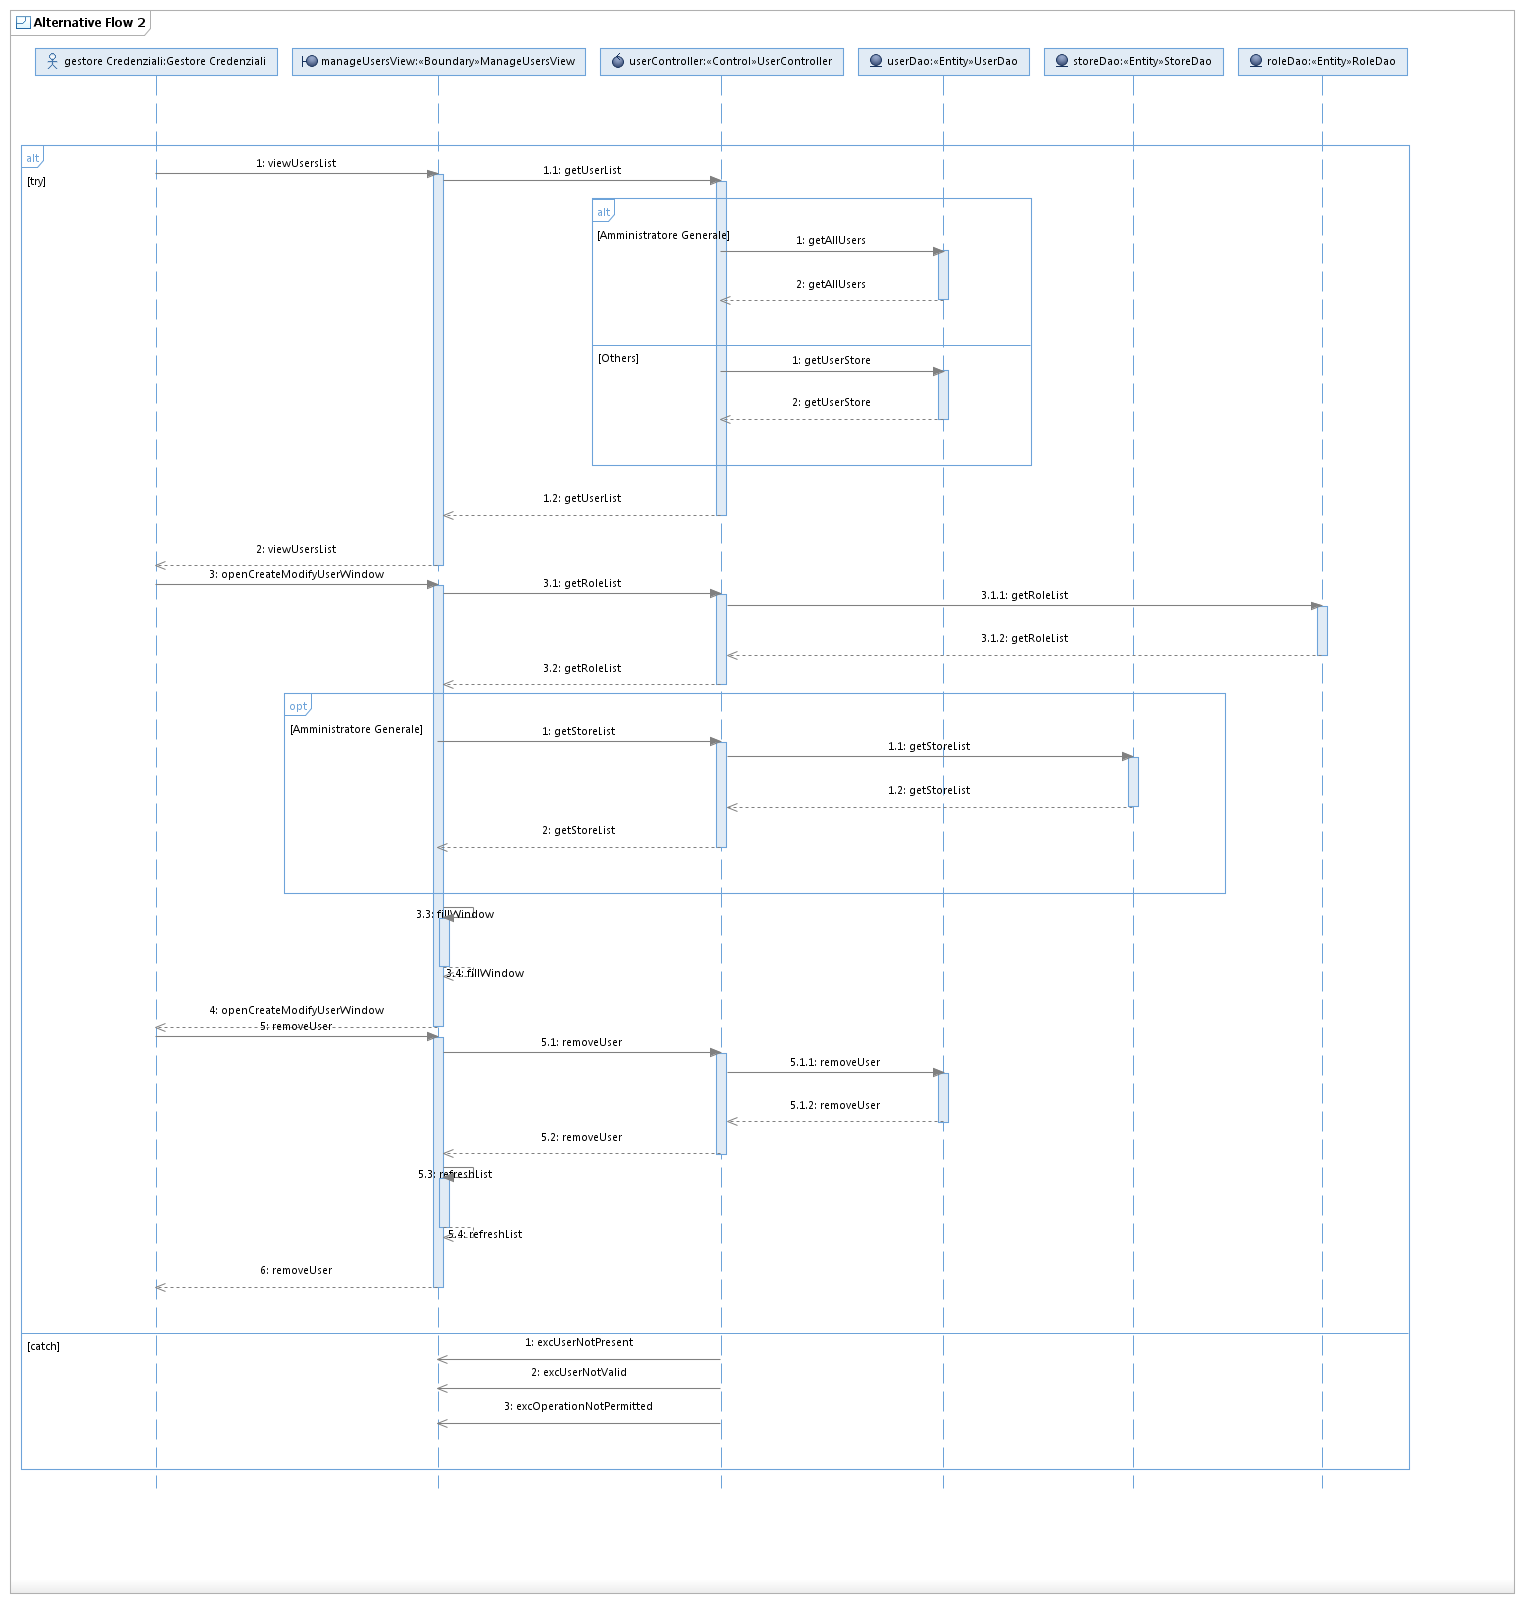 Alternative Flow 2
gestore Credenziali:Gestore Credenziali
manageUsersView:«Boundary»ManageUsersView
userController:«Control»UserController
userDao:«Entity»UserDao
storeDao:«Entity»StoreDao
roleDao:«Entity»RoleDao
alt
[try]
1: viewUsersList
1.1: getUserList
alt
[Amministratore Generale]
1: getAllUsers
2: getAllUsers
[Others]
1: getUserStore
2: getUserStore
1.2: getUserList
2: viewUsersList
3: openCreateModifyUserWindow
3.1: getRoleList
3.1.1: getRoleList
3.1.2: getRoleList
3.2: getRoleList
opt
[Amministratore Generale]
1: getStoreList
1.1: getStoreList
1.2: getStoreList
2: getStoreList
3.3: fillWindow
3.4: fillWindow
4: openCreateModifyUserWindow
5: removeUser
5.1: removeUser
5.1.1: removeUser
5.1.2: removeUser
5.2: removeUser
5.3: refreshList
5.4: refreshList
6: removeUser
[catch]
1: excUserNotPresent
2: excUserNotValid
3: excOperationNotPermitted